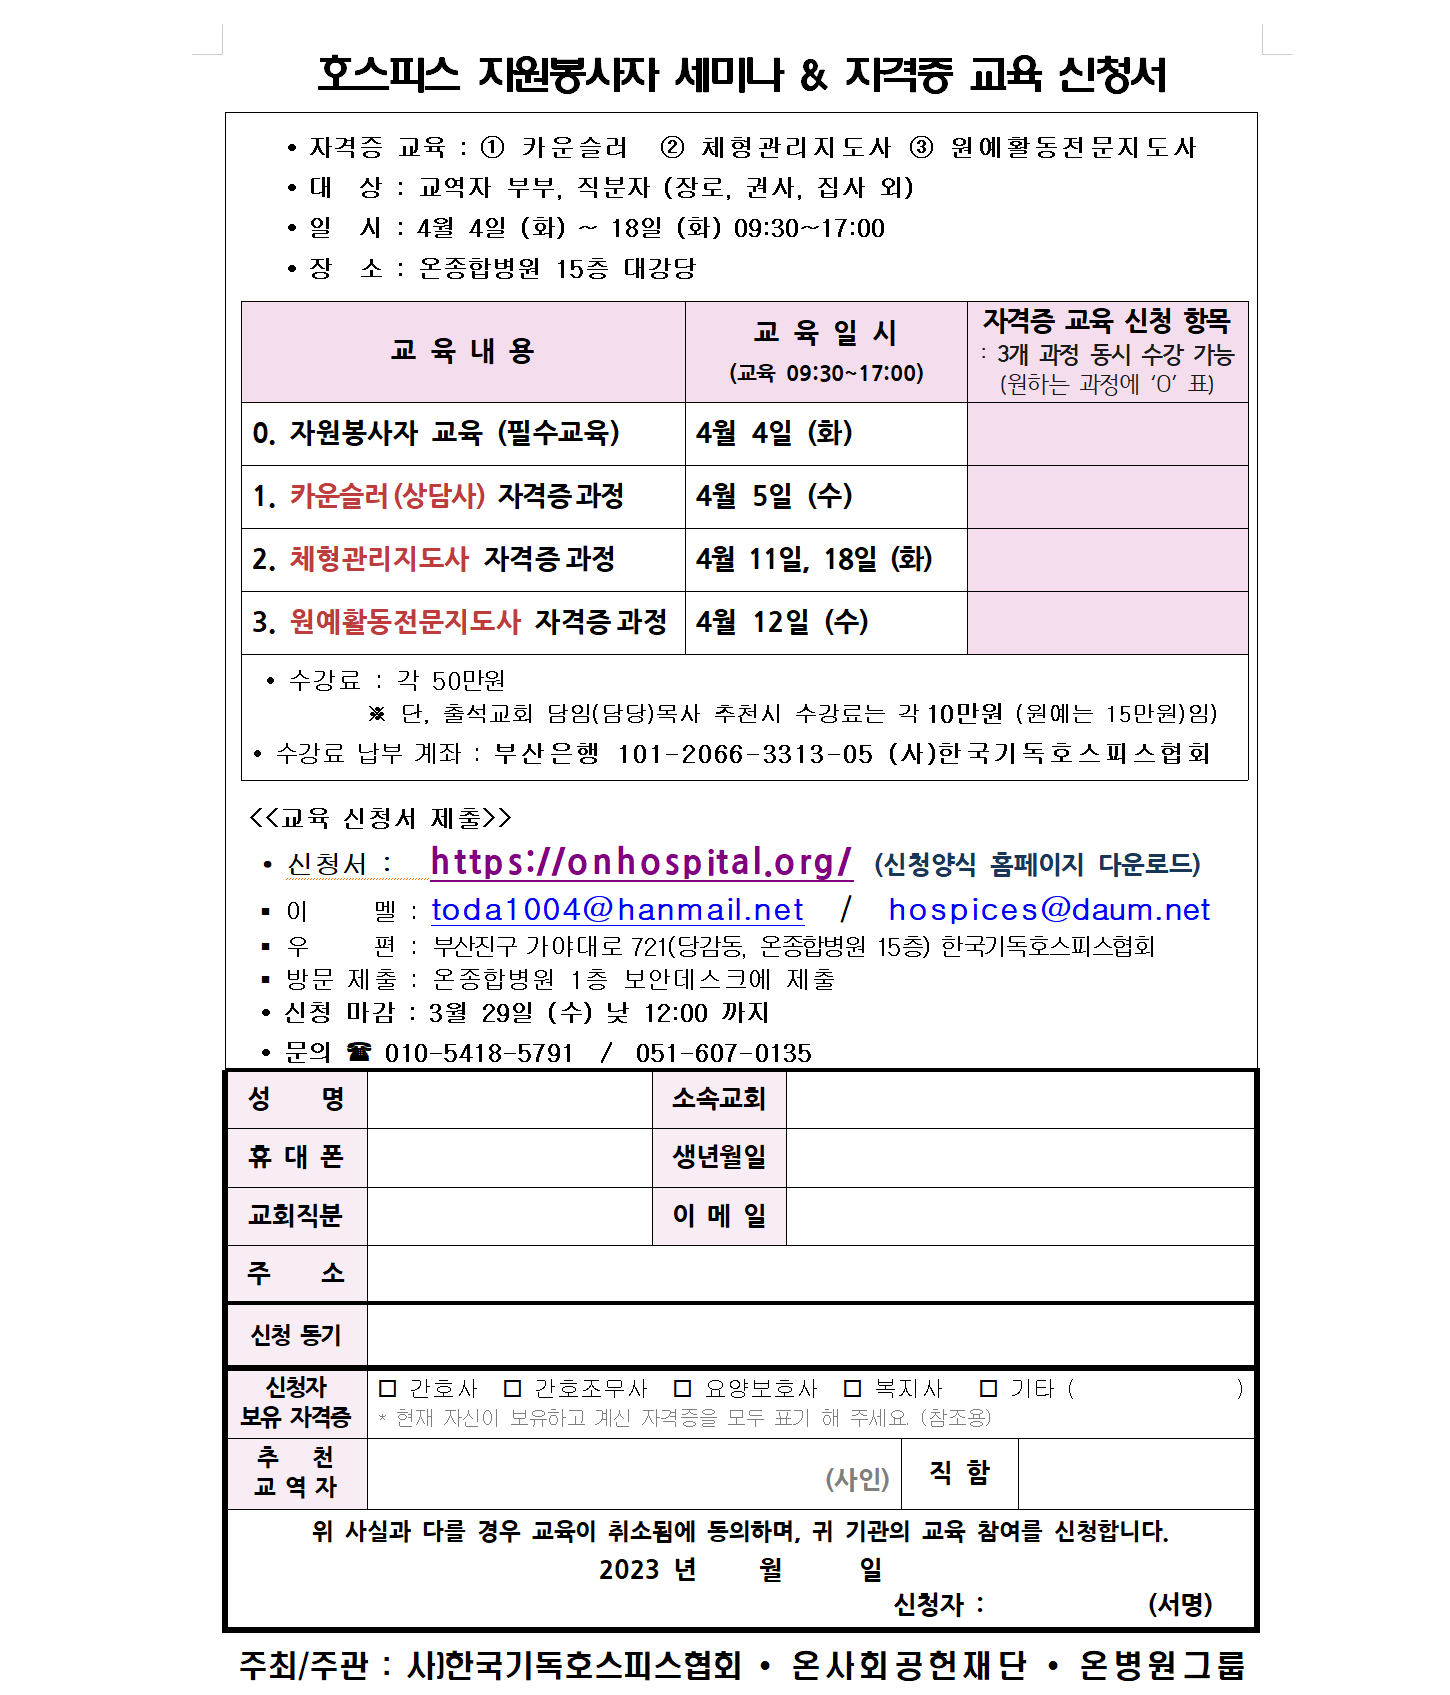 호스피스 자원봉사자 세미나 & 자격증 교육 신청서
• 자격증 교육 : ① 카운슬러 ② 체형관리지도사 ③ 원예활동전문지도사
• 대 상 : 교역자 부부, 직분자 (장로, 권사, 집사 외)
• 일 시 : 4월 4일 (화) ~ 18일 (화) 09:30~17:00
• 장 소 : 온종합병원 15층 대강당
교 육 내 용
교 육 일 시
(교육 09:30~17:00)
자격증 교육 신청 항목
: 3개 과정 동시 수강 가능
(원하는 과정에 ‘O’ 표)
0. 자원봉사자 교육 (필수교육) 4월 4일 (화)
1. 카운슬러(상담사) 자격증과정 4월 5일 (수)
2. 체형관리지도사 자격증과정 4월 11일, 18일 (화)
3. 원예활동전문지도사 자격증과정 4월 12일 (수)
• 수강료 : 각 50만원
※ 단, 출석교회 담임(담당)목사 추천시 수강료는 각 10만원 (원예는 15만원)임)
• 수강료 납부 계좌 : 부산은행 101-2066-3313-05 (사)한국기독호스피스협회
<<교육 신청서 제출>>
• 신청서 : https://onhospital.org/ (신청양식 홈페이지 다운로드)
▪ 이 멜 : toda1004@hanmail.net / hospices@daum.net
▪ 우 편 : 부산진구 가야대로 721(당감동, 온종합병원 15층) 한국기독호스피스협회
▪ 방문 제출 : 온종합병원 1층 보안데스크에 제출
• 신청 마감 : 3월 29일 (수) 낮 12:00 까지
• 문의 ☎ 010-5418-5791 / 051-607-0135
성 명 소속교회
휴 대 폰 생년월일
교회직분 이 메 일
주 소
신청 동기
신청자
보유 자격증
□ 간호사 □ 간호조무사 □ 요양보호사 □ 복지사 □ 기타 ( )
* 현재 자신이 보유하고 계신 자격증을 모두 표기 해 주세요. (참조용)
추 천
교 역 자
(사인) 직 함
위 사실과 다를 경우 교육이 취소됨에 동의하며, 귀 기관의 교육 참여를 신청합니다.
2023 년 월 일
신청자 : (서명)
주최/주관 : 사)한국기독호스피스협회 • 온사회공헌재단 • 온병원그룹